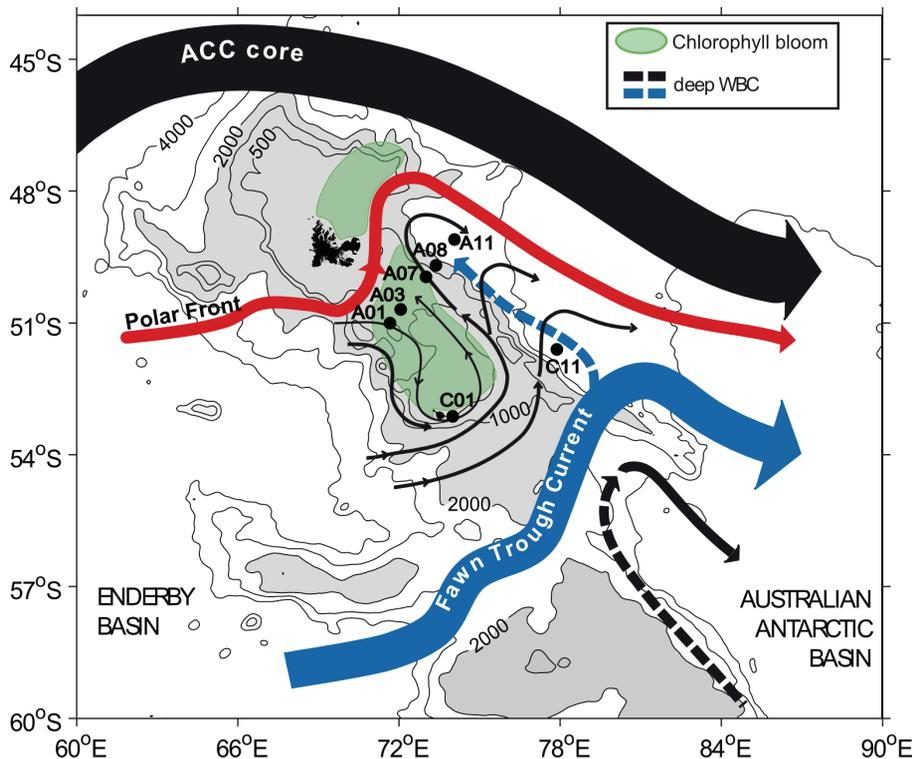 ACC core
Chlorophyll bloom
deep WBC
45°S
4000
2000
500
48°S
A11
A08
A07
Polar Front
A03
A01
51°S
C11
C01
1000
54°S
2000
Fawn Trough Current
57°S
ENDERBY
BASIN
AUSTRALIAN
ANTARCTIC
BASIN
2000
60°S
60°E
66°E
72°E
78°E
84°E
90°E